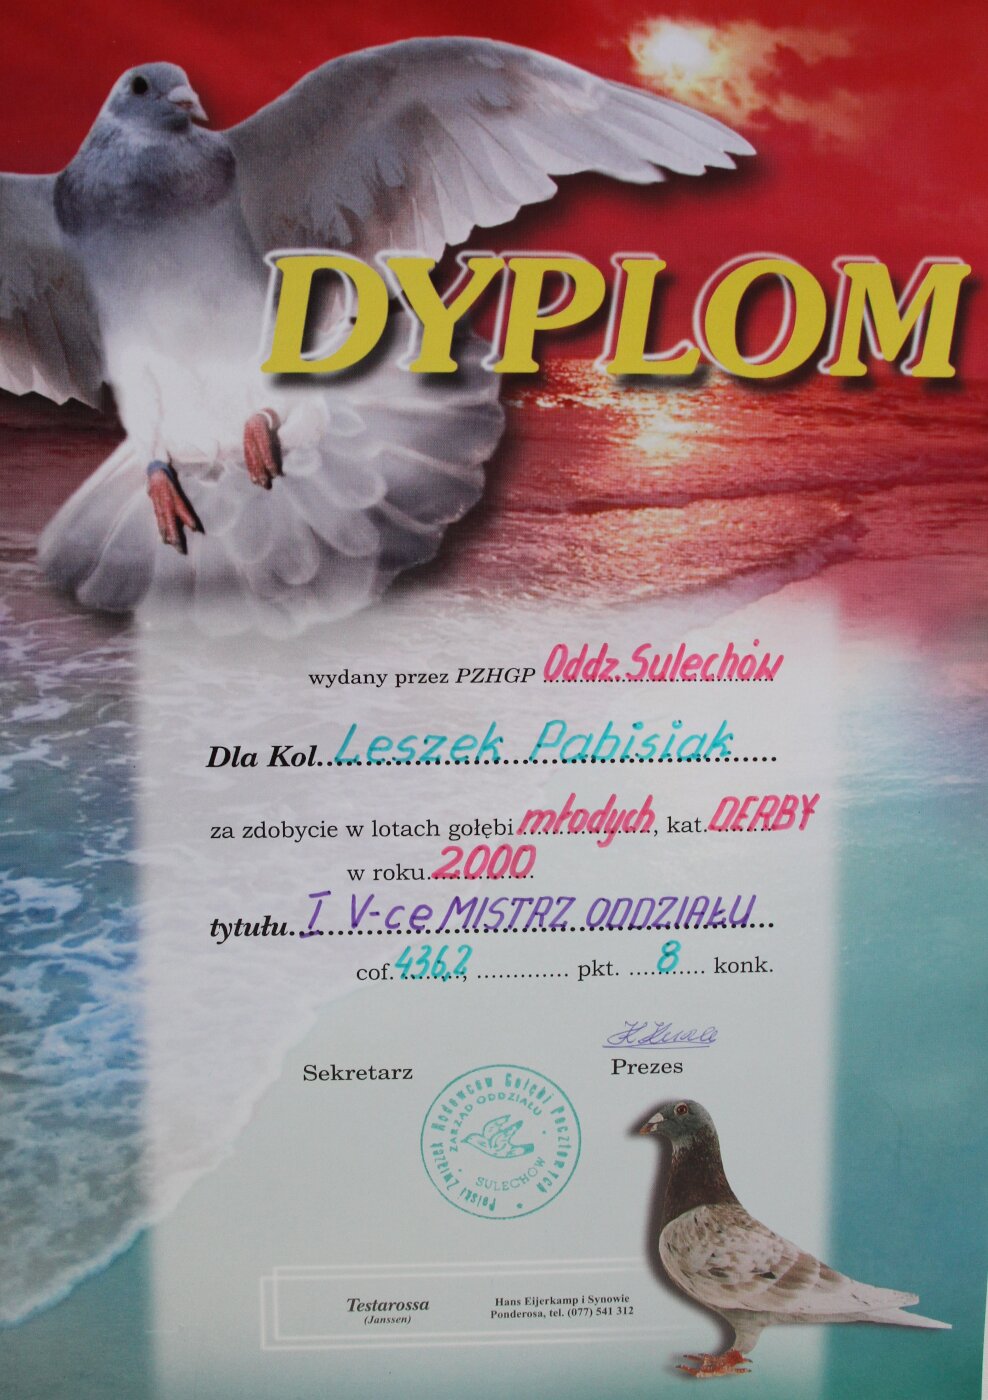 DYPLOM
wydany przez PZHGP Oddz. Sulechów
Dla Kol. Leszek Pabisiak
za zdobycie w lotach gołębi młodych, kat. DERBY
w roku 2000
tytułu I V-ce MISTRZ ODDZIAŁU
cof. 436,2, ............. pkt. 8 konk.
Sekretarz
Prezes
Polski Związek Hodowców Gołębi Pocztowych
ZARZĄD ODDZIAŁU
SULECHÓW
Testarossa
(Janssen)
Hans Eijerkamp i Synowie
Ponderosa, tel. (077) 541 312